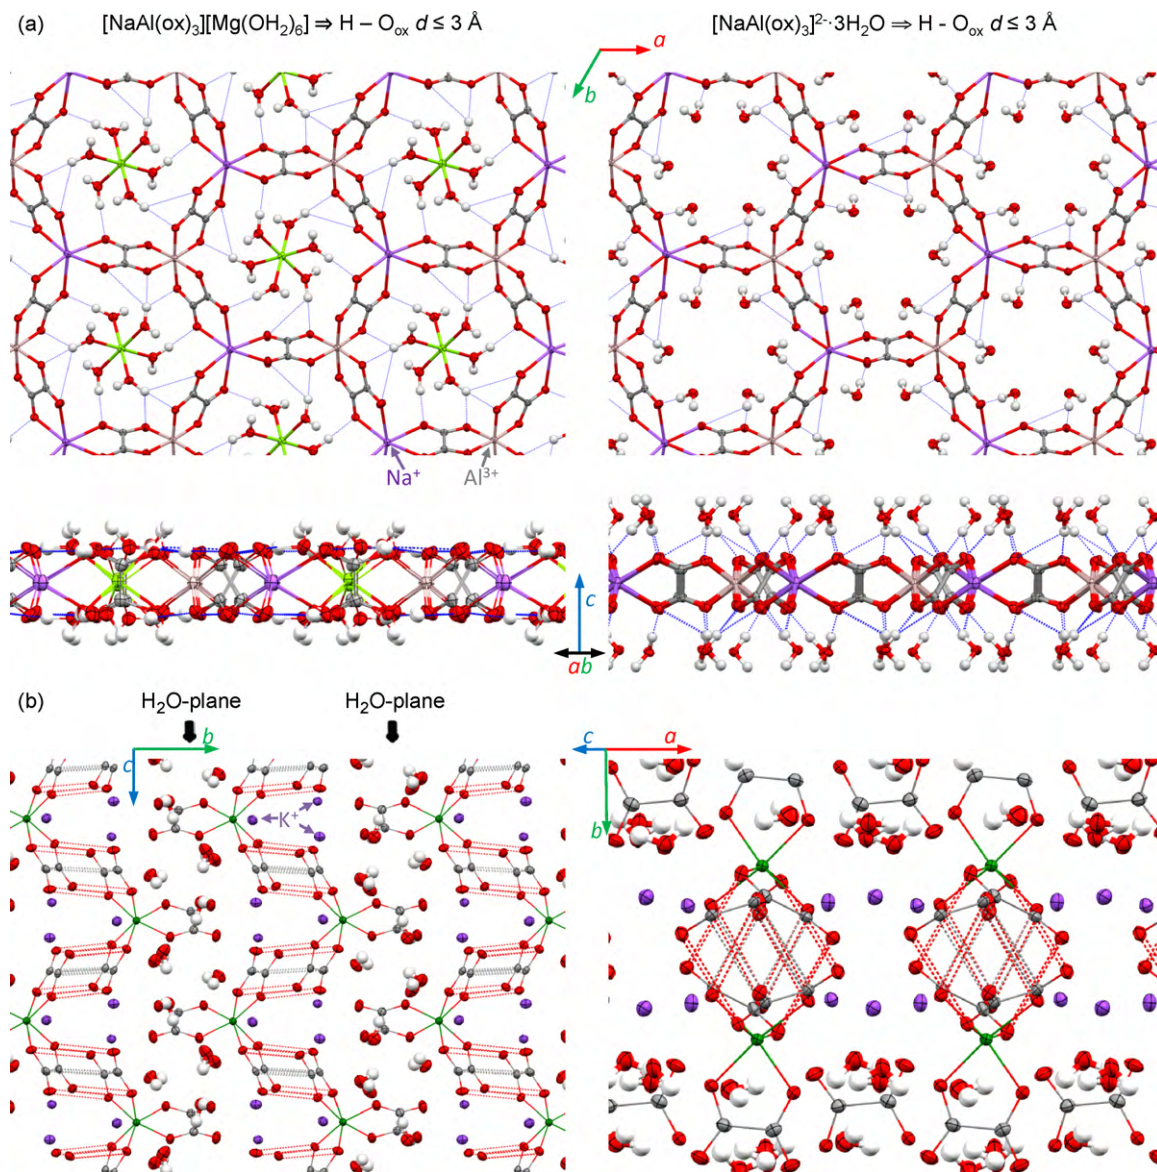 (a) [NaAl(ox)₃][Mg(OH₂)₆] ⇒ H – Oₒₓ d ≤ 3 Å [NaAl(ox)₃]²⁻·3H₂O ⇒ H - Oₒₓ d ≤ 3 Å
a
b
Na⁺ Al³⁺
c
ab
(b) H₂O-plane H₂O-plane
b c a
c b
K⁺